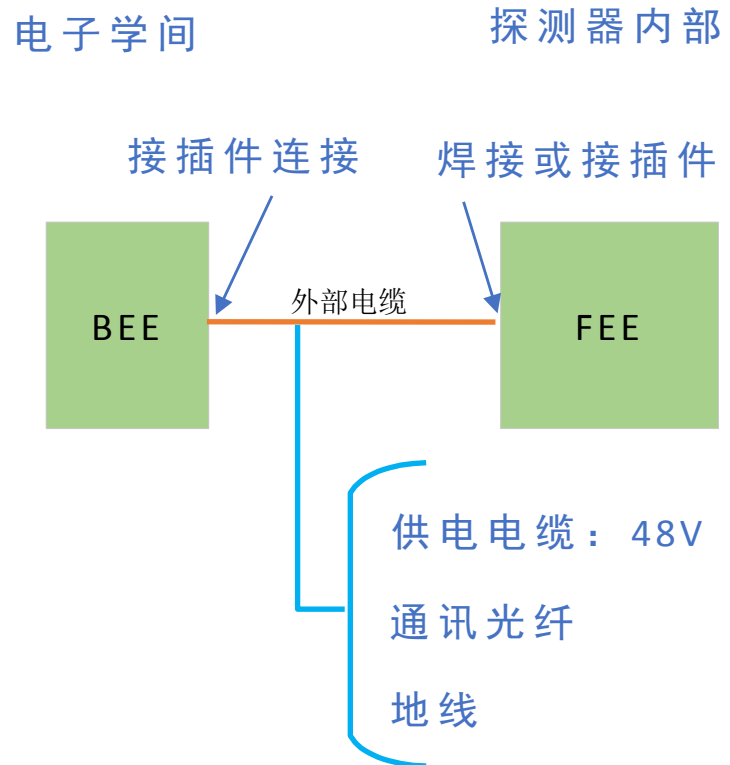 电子学间
探测器内部
接插件连接
焊接或接插件
外部电缆
BEE
FEE
供电电缆：48V
通讯光纤
地线